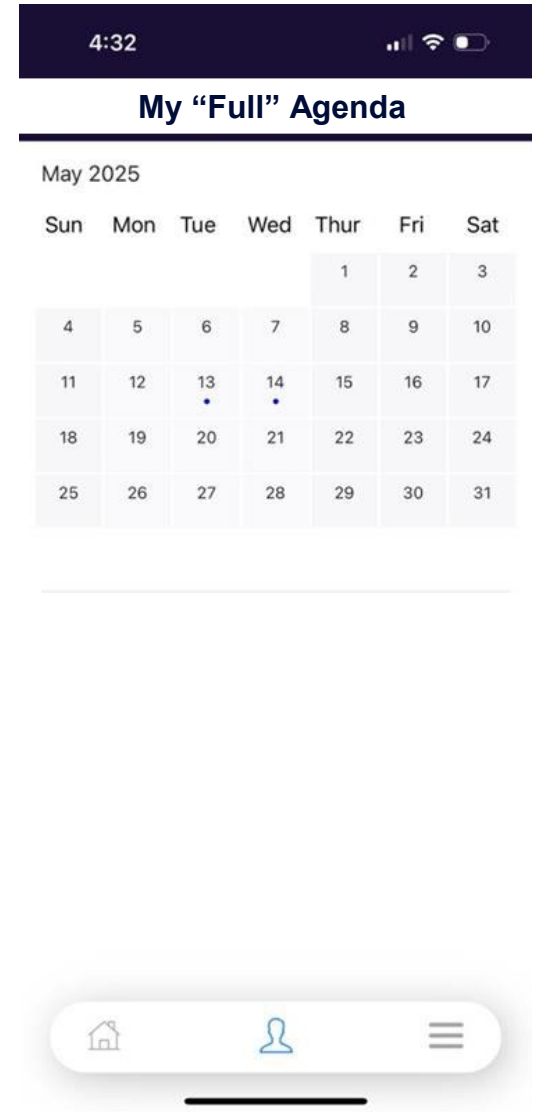 4:32
My “Full” Agenda
May 2025
Sun Mon Tue Wed Thur Fri Sat
1 2 3
4 5 6 7 8 9 10
11 12 13 14 15 16 17
18 19 20 21 22 23 24
25 26 27 28 29 30 31